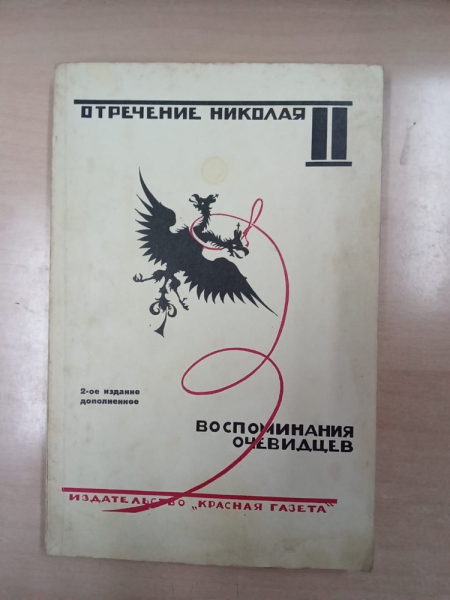 ОТРЕЧЕНИЕ НИКОЛАЯ II
2-ое издание
дополненное
ВОСПОМИНАНИЯ
ОЧЕВИДЦЕВ
ИЗДАТЕЛЬСТВО „КРАСНАЯ ГАЗЕТА“